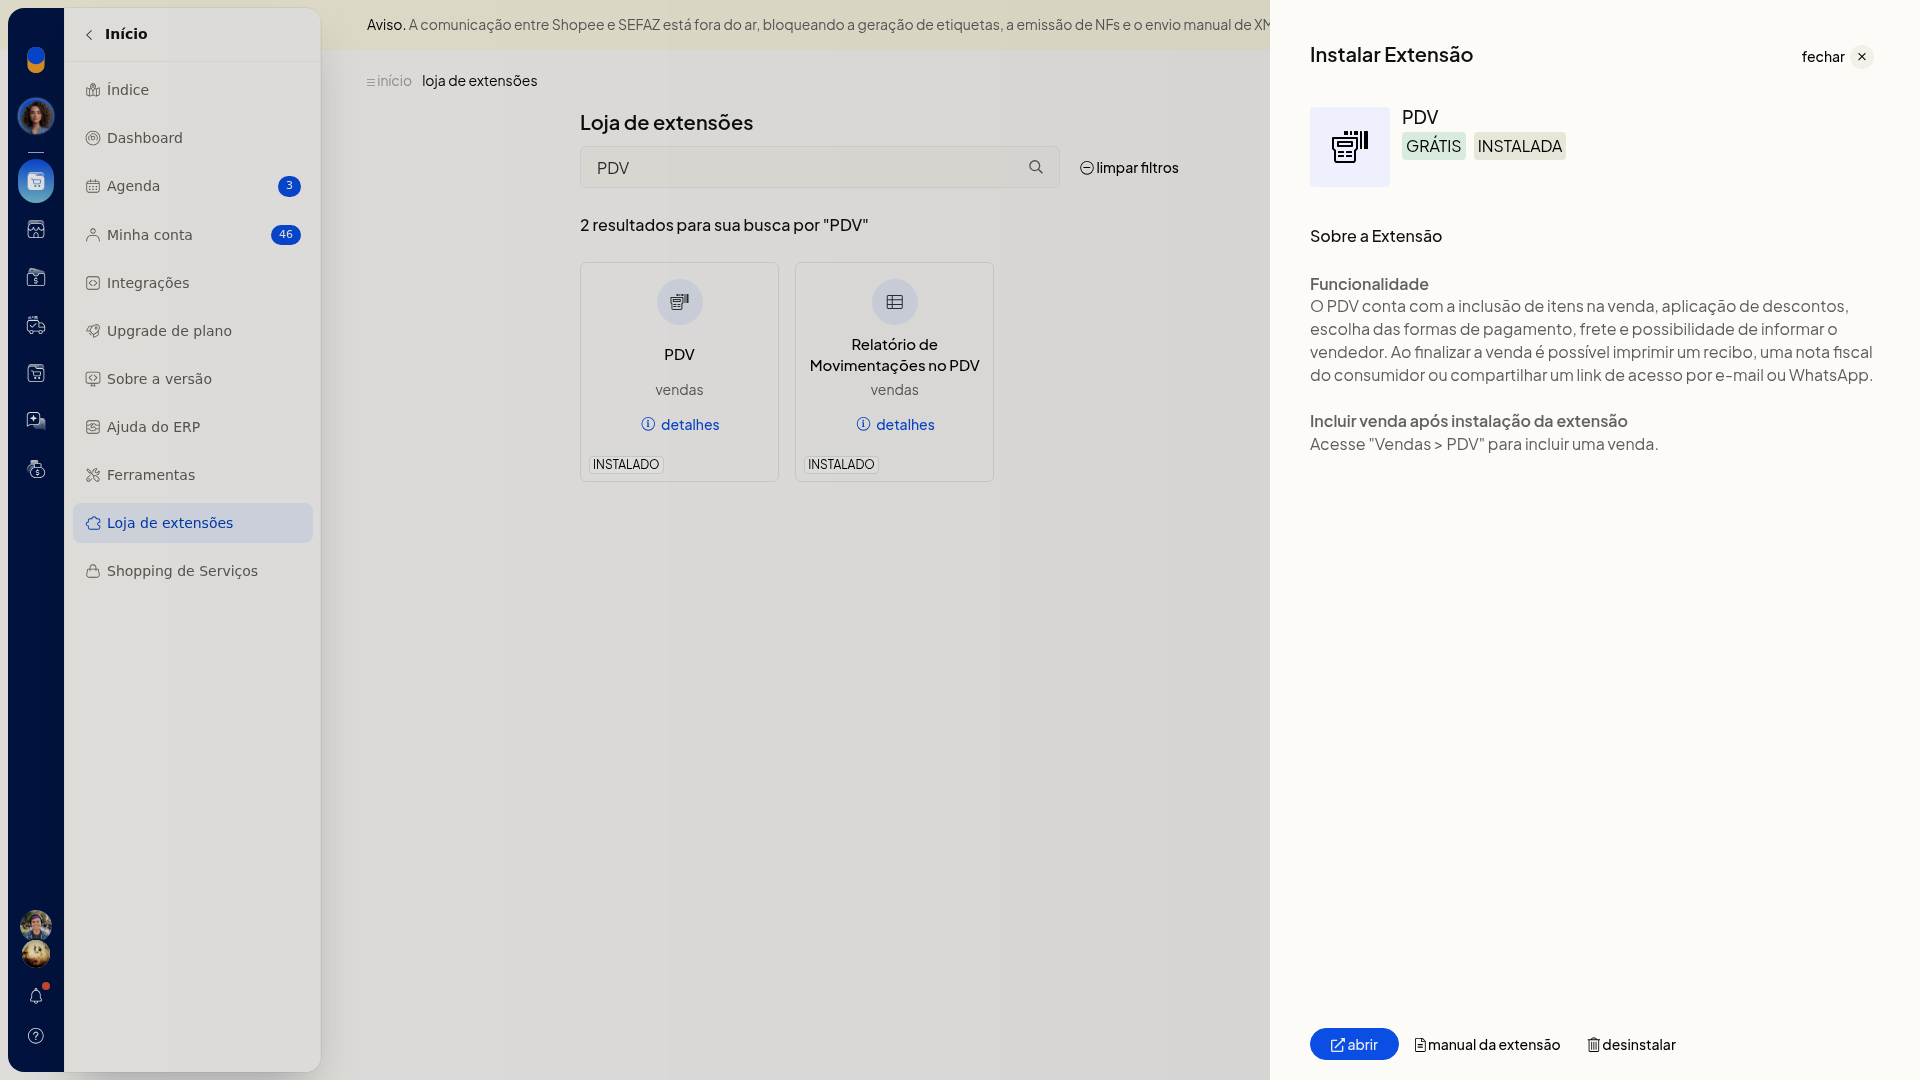 Início
Índice
Dashboard
Agenda
3
Minha conta
46
Integrações
Upgrade de plano
Sobre a versão
Ajuda do ERP
Ferramentas
Loja de extensões
Shopping de Serviços
Aviso. A comunicação entre Shopee e SEFAZ está fora do ar, bloqueando a geração de etiquetas, a emissão de NFs e o envio manual de XM
início loja de extensões
Loja de extensões
PDV
limpar filtros
2 resultados para sua busca por "PDV"
PDV
vendas
detalhes
INSTALADO
Relatório de
Movimentações no PDV
vendas
detalhes
INSTALADO
Instalar Extensão
fechar
PDV
GRÁTIS INSTALADA
Sobre a Extensão
Funcionalidade
O PDV conta com a inclusão de itens na venda, aplicação de descontos,
escolha das formas de pagamento, frete e possibilidade de informar o
vendedor. Ao finalizar a venda é possível imprimir um recibo, uma nota fiscal
do consumidor ou compartilhar um link de acesso por e-mail ou WhatsApp.
Incluir venda após instalação da extensão
Acesse "Vendas > PDV" para incluir uma venda.
abrir
manual da extensão
desinstalar